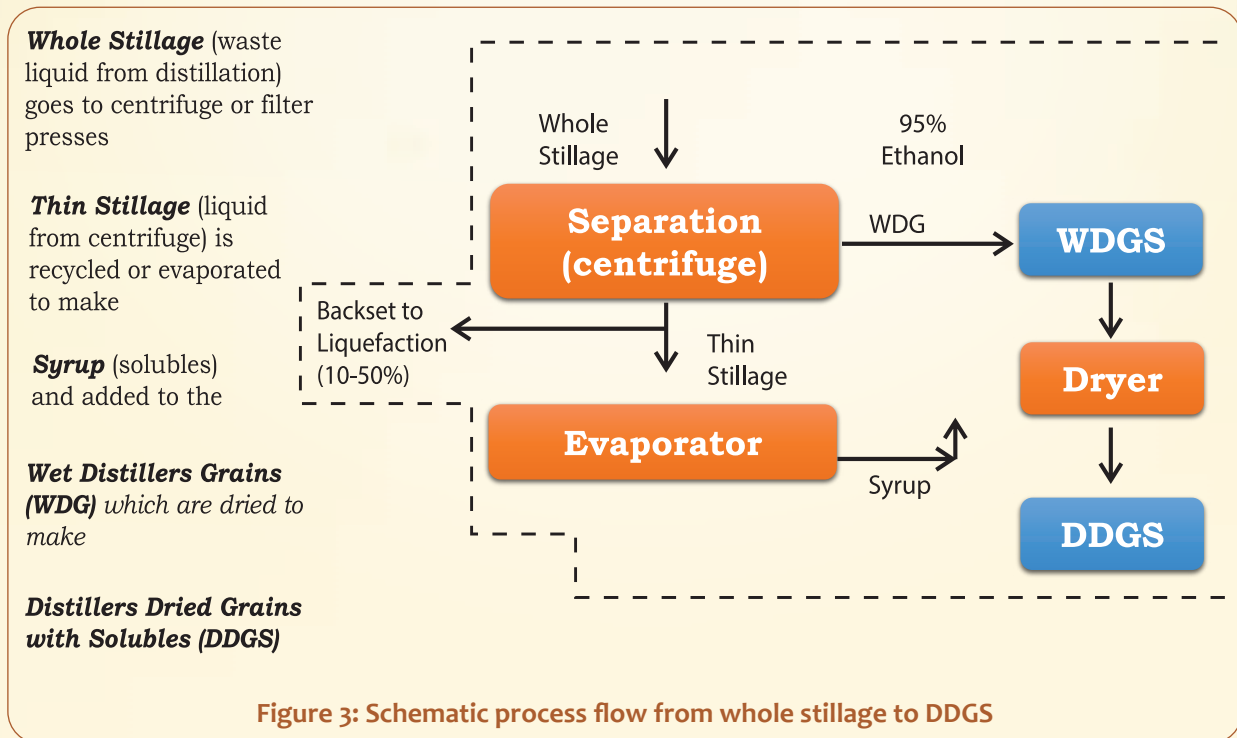 Whole Stillage (waste
liquid from distillation)
goes to centrifuge or filter
presses
Thin Stillage (liquid
from centrifuge) is
recycled or evaporated
to make
Syrup (solubles)
and added to the
Wet Distillers Grains
(WDG) which are dried to
make
Distillers Dried Grains
with Solubles (DDGS)
Whole
Stillage
95%
Ethanol
Separation
(centrifuge)
WDG
WDGS
Backset to
Liquefaction
(10-50%)
Thin
Stillage
Dryer
Evaporator
Syrup
DDGS
Figure 3: Schematic process flow from whole stillage to DDGS